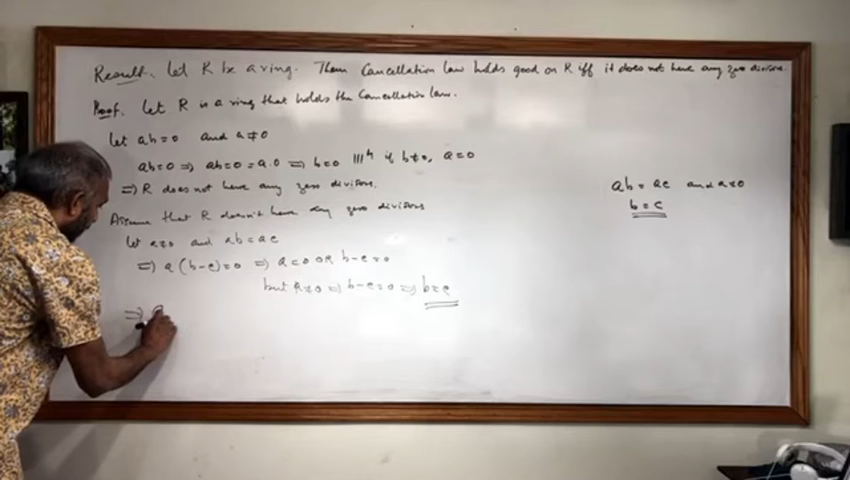 Result. Let R be a ring. Then Cancellation law holds good on R iff it does not have any zero divisors.
Proof. Let R is a ring that holds the Cancellation law.
Let ab=0 and a≠0
ab=0 ⇒ ab=0=a.0 ⇒ b=0 |||ly if b≠0, a=0
⇒ R does not have any zero divisors.
Assume that R doesn't have any zero divisors
Let a≠0 and ab=ac
⇒ a(b-c)=0 ⇒ a=0 OR b-c=0
but a≠0 ⇒ b-c=0 ⇒ b=c
⇒
ab = ac and a≠0
b = c